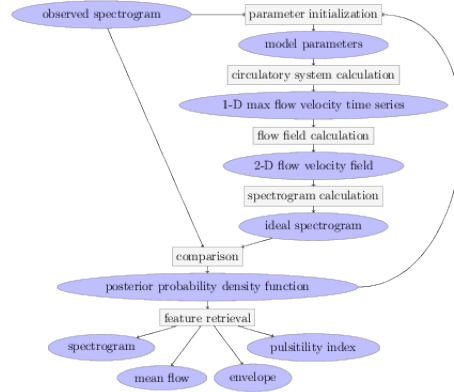 observed spectrogram
parameter initialization
model parameters
circulatory system calculation
1-D max flow velocity time series
flow field calculation
2-D flow velocity field
spectrogram calculation
ideal spectrogram
comparison
posterior probability density function
feature retrieval
spectrogram
pulsitility index
mean flow
envelope